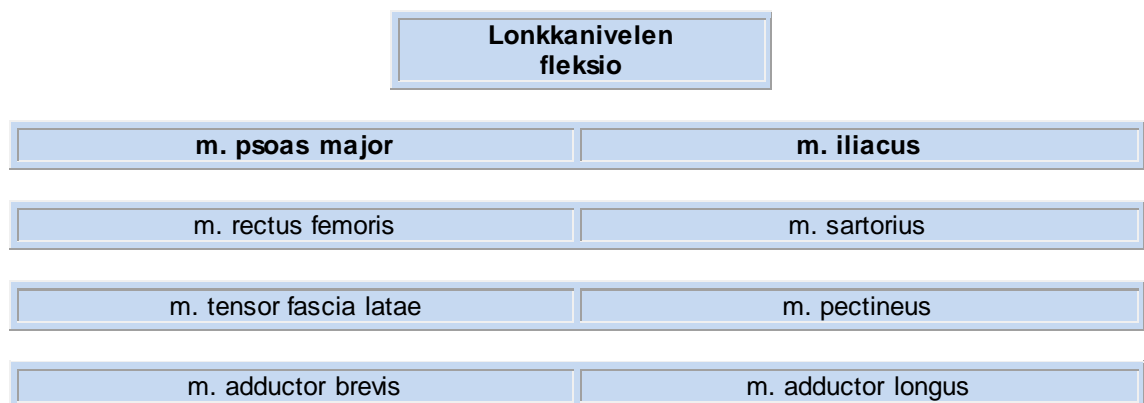 Lonkkanivelen
fleksio
m. psoas major m. iliacus
m. rectus femoris m. sartorius
m. tensor fascia latae m. pectineus
m. adductor brevis m. adductor longus